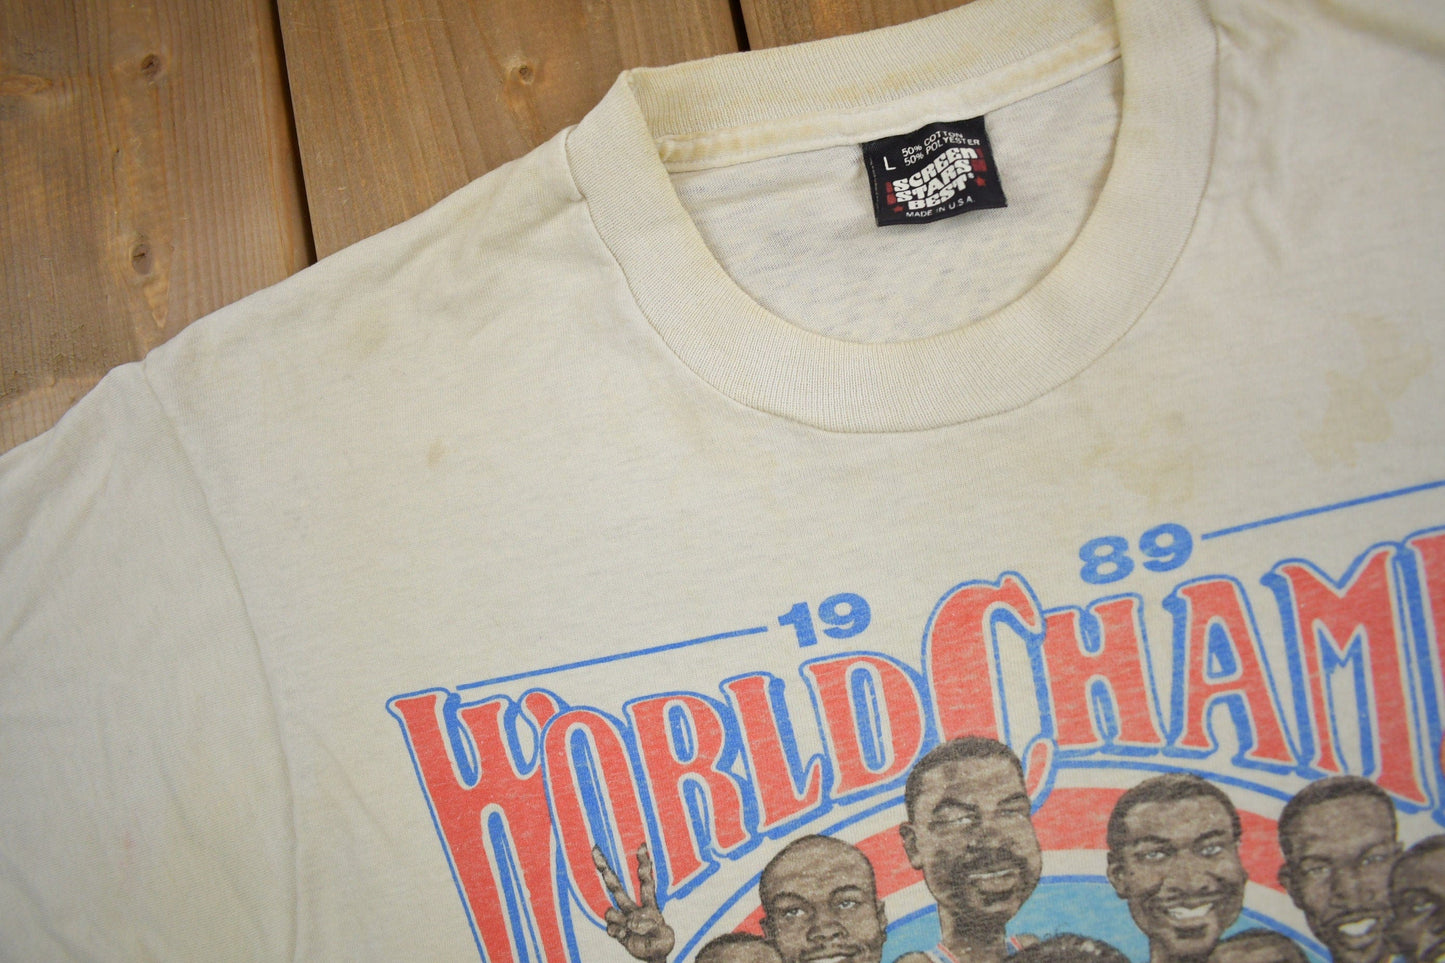 L
50% COTTON
50% POLYESTER
SCREEN
STARS
BEST
MADE IN U.S.A.
19 89
WORLD CHAM